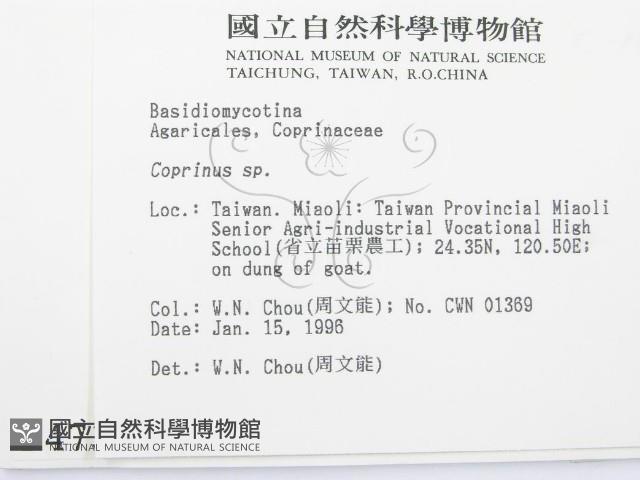 國立自然科學博物館
NATIONAL MUSEUM OF NATURAL SCIENCE
TAICHUNG, TAIWAN, R.O.CHINA
Basidiomycotina
Agaricales, Coprinaceae
Coprinus sp.
Loc.: Taiwan. Miaoli: Taiwan Provincial Miaoli
Senior Agri-industrial Vocational High
School(省立苗栗農工); 24.35N, 120.50E;
on dung of goat.
Col.: W.N. Chou(周文能); No. CWN 01369
Date: Jan. 15, 1996
Det.: W.N. Chou(周文能)
47
國立自然科學博物館
NATIONAL MUSEUM OF NATURAL SCIENCE